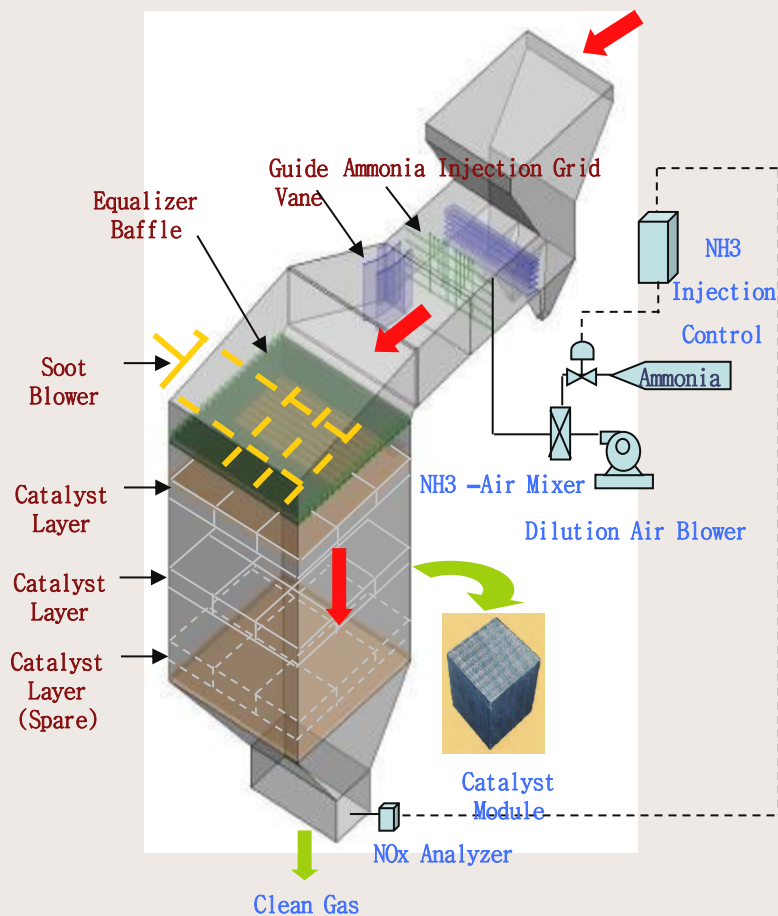 Guide
Vane
Ammonia Injection Grid
Equalizer
Baffle
NH3
Injection
Control
Soot
Blower
Ammonia
NH3 -Air Mixer
Dilution Air Blower
Catalyst
Layer
Catalyst
Layer
Catalyst
Layer
(Spare)
Catalyst
Module
NOx Analyzer
Clean Gas